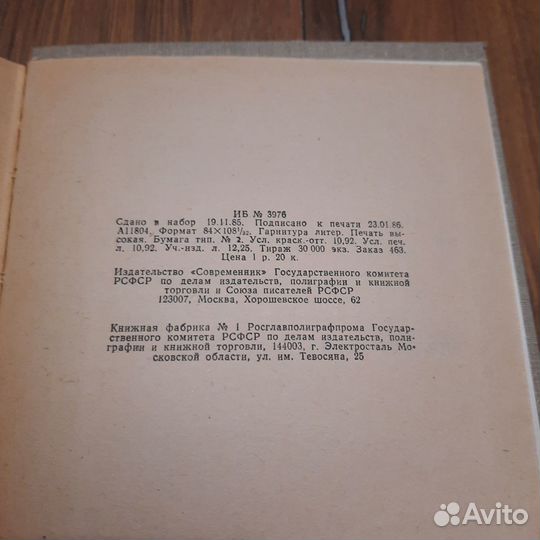 ИБ № 3976
Сдано в набор 19.11.85. Подписано к печати 23.01.86.
А11804. Формат 84×108¹/₃₂. Гарнитура литер. Печать вы-
сокая. Бумага тип. № 2. Усл. краск.-отт. 10,92. Усл. печ.
л. 10,92. Уч.-изд. л. 12,25. Тираж 30 000 экз. Заказ 463.
Цена 1 р. 20 к.
Издательство «Современник» Государственного комитета
РСФСР по делам издательств, полиграфии и книжной
торговли и Союза писателей РСФСР
123007, Москва, Хорошевское шоссе, 62
Книжная фабрика № 1 Росглавполиграфпрома Государ-
ственного комитета РСФСР по делам издательств, поли-
графии и книжной торговли, 144003, г. Электросталь Мо-
сковской области, ул. им. Тевосяна, 25
Avito